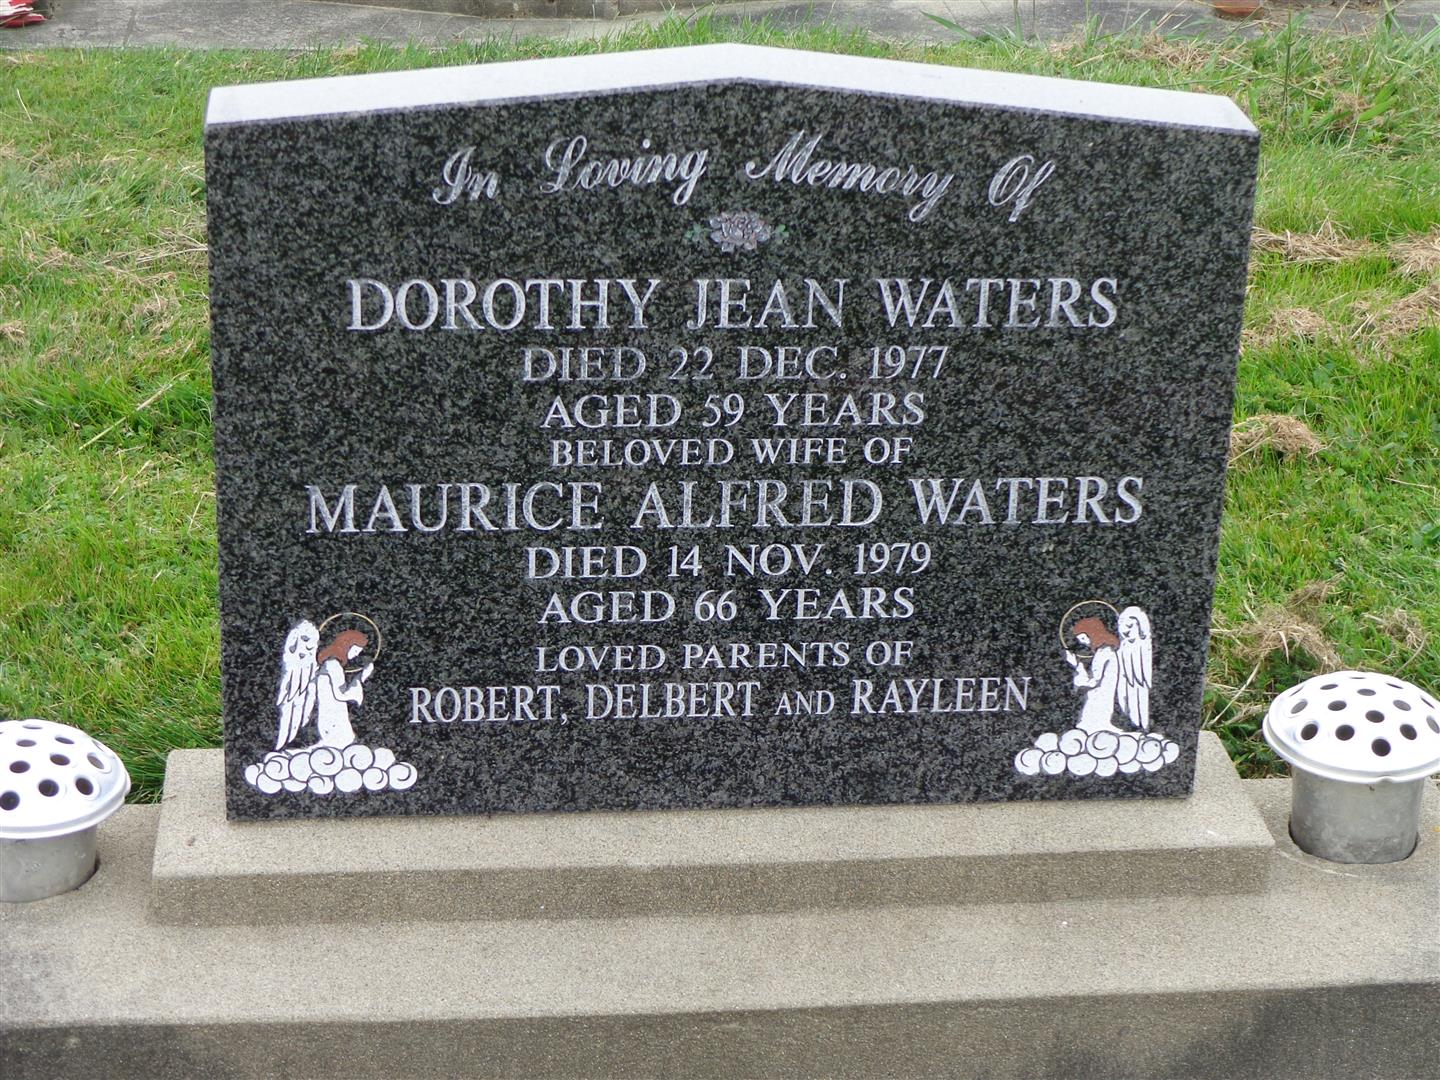 In Loving Memory Of
DOROTHY JEAN WATERS
DIED 22 DEC. 1977
AGED 59 YEARS
BELOVED WIFE OF
MAURICE ALFRED WATERS
DIED 14 NOV. 1979
AGED 66 YEARS
LOVED PARENTS OF
ROBERT, DELBERT AND RAYLEEN